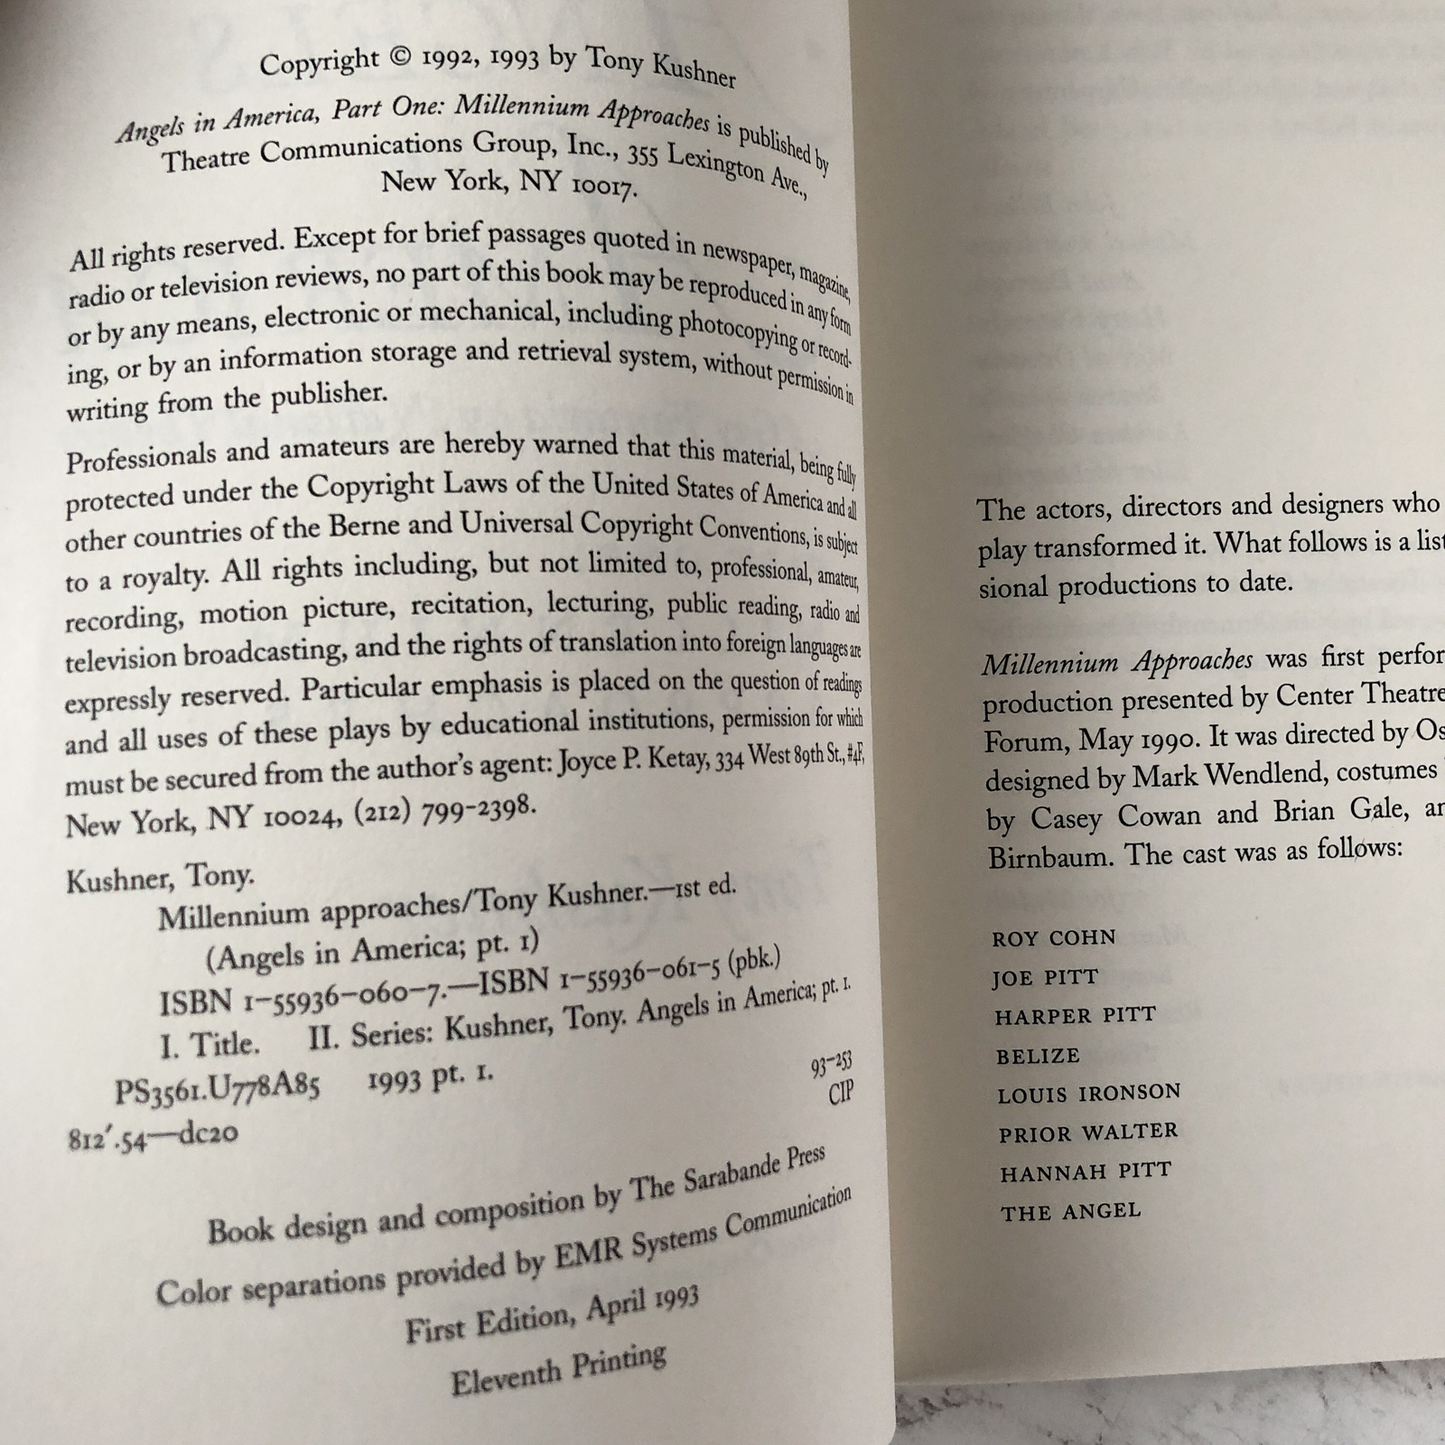 Copyright © 1992, 1993 by Tony Kushner
Angels in America, Part One: Millennium Approaches is published by
Theatre Communications Group, Inc., 355 Lexington Ave.,
New York, NY 10017.
All rights reserved. Except for brief passages quoted in newspaper, magazine,
radio or television reviews, no part of this book may be reproduced in any form
or by any means, electronic or mechanical, including photocopying or record-
ing, or by an information storage and retrieval system, without permission in
writing from the publisher.
Professionals and amateurs are hereby warned that this material, being fully
protected under the Copyright Laws of the United States of America and all
other countries of the Berne and Universal Copyright Conventions, is subject
to a royalty. All rights including, but not limited to, professional, amateur,
recording, motion picture, recitation, lecturing, public reading, radio and
television broadcasting, and the rights of translation into foreign languages are
expressly reserved. Particular emphasis is placed on the question of readings
and all uses of these plays by educational institutions, permission for which
must be secured from the author's agent: Joyce P. Ketay, 334 West 89th St., #4F,
New York, NY 10024, (212) 799-2398.
Kushner, Tony.
Millennium approaches/Tony Kushner.—1st ed.
(Angels in America; pt. 1)
ISBN 1-55936-060-7.—ISBN 1-55936-061-5 (pbk.)
I. Title. II. Series: Kushner, Tony. Angels in America; pt. 1.
PS3561.U778A85 1993 pt. 1.
812'.54—dc20 93-253
CIP
Book design and composition by The Sarabande Press
Color separations provided by EMR Systems Communication
First Edition, April 1993
Eleventh Printing
The actors, directors and designers who
play transformed it. What follows is a list
sional productions to date.
Millennium Approaches was first perfor
production presented by Center Theatre
Forum, May 1990. It was directed by Os
designed by Mark Wendlend, costumes
by Casey Cowan and Brian Gale, an
Birnbaum. The cast was as follows:
ROY COHN
JOE PITT
HARPER PITT
BELIZE
LOUIS IRONSON
PRIOR WALTER
HANNAH PITT
THE ANGEL